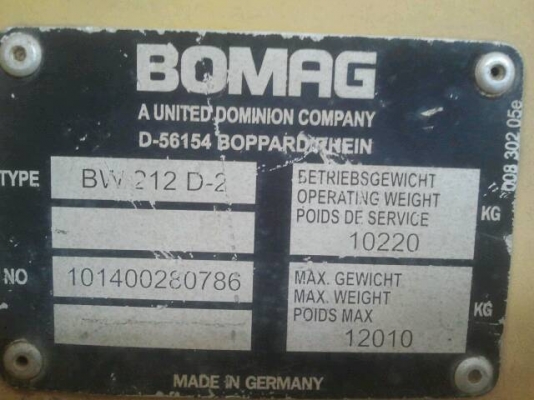 BOMAG
A UNITED DOMINION COMPANY
D-56154 BOPPARD/RHEIN
TYPE BW 212 D-2
BETRIEBSGEWICHT
OPERATING WEIGHT
POIDS DE SERVICE
10220 KG
NO 101400280786
MAX. GEWICHT
MAX. WEIGHT
POIDS MAX
12010 KG
MADE IN GERMANY
008 302 05e